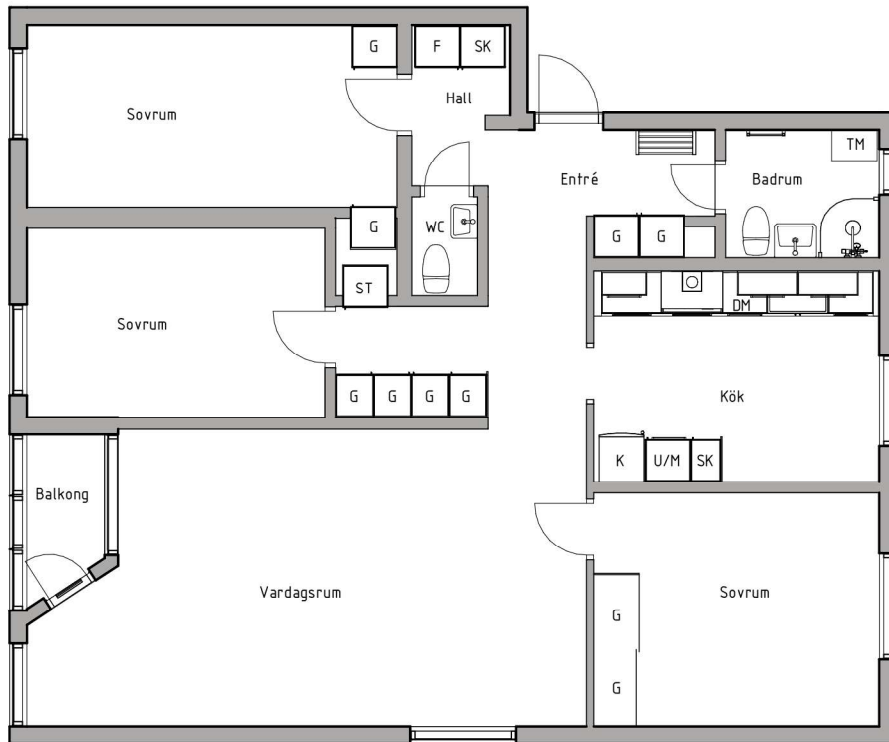 G
F
SK
Hall
Sovrum
TM
Entré
Badrum
WC
G
G
G
ST
DM
Sovrum
Kök
G
G
G
G
K
U/M
SK
Balkong
Vardagsrum
Sovrum
G
G